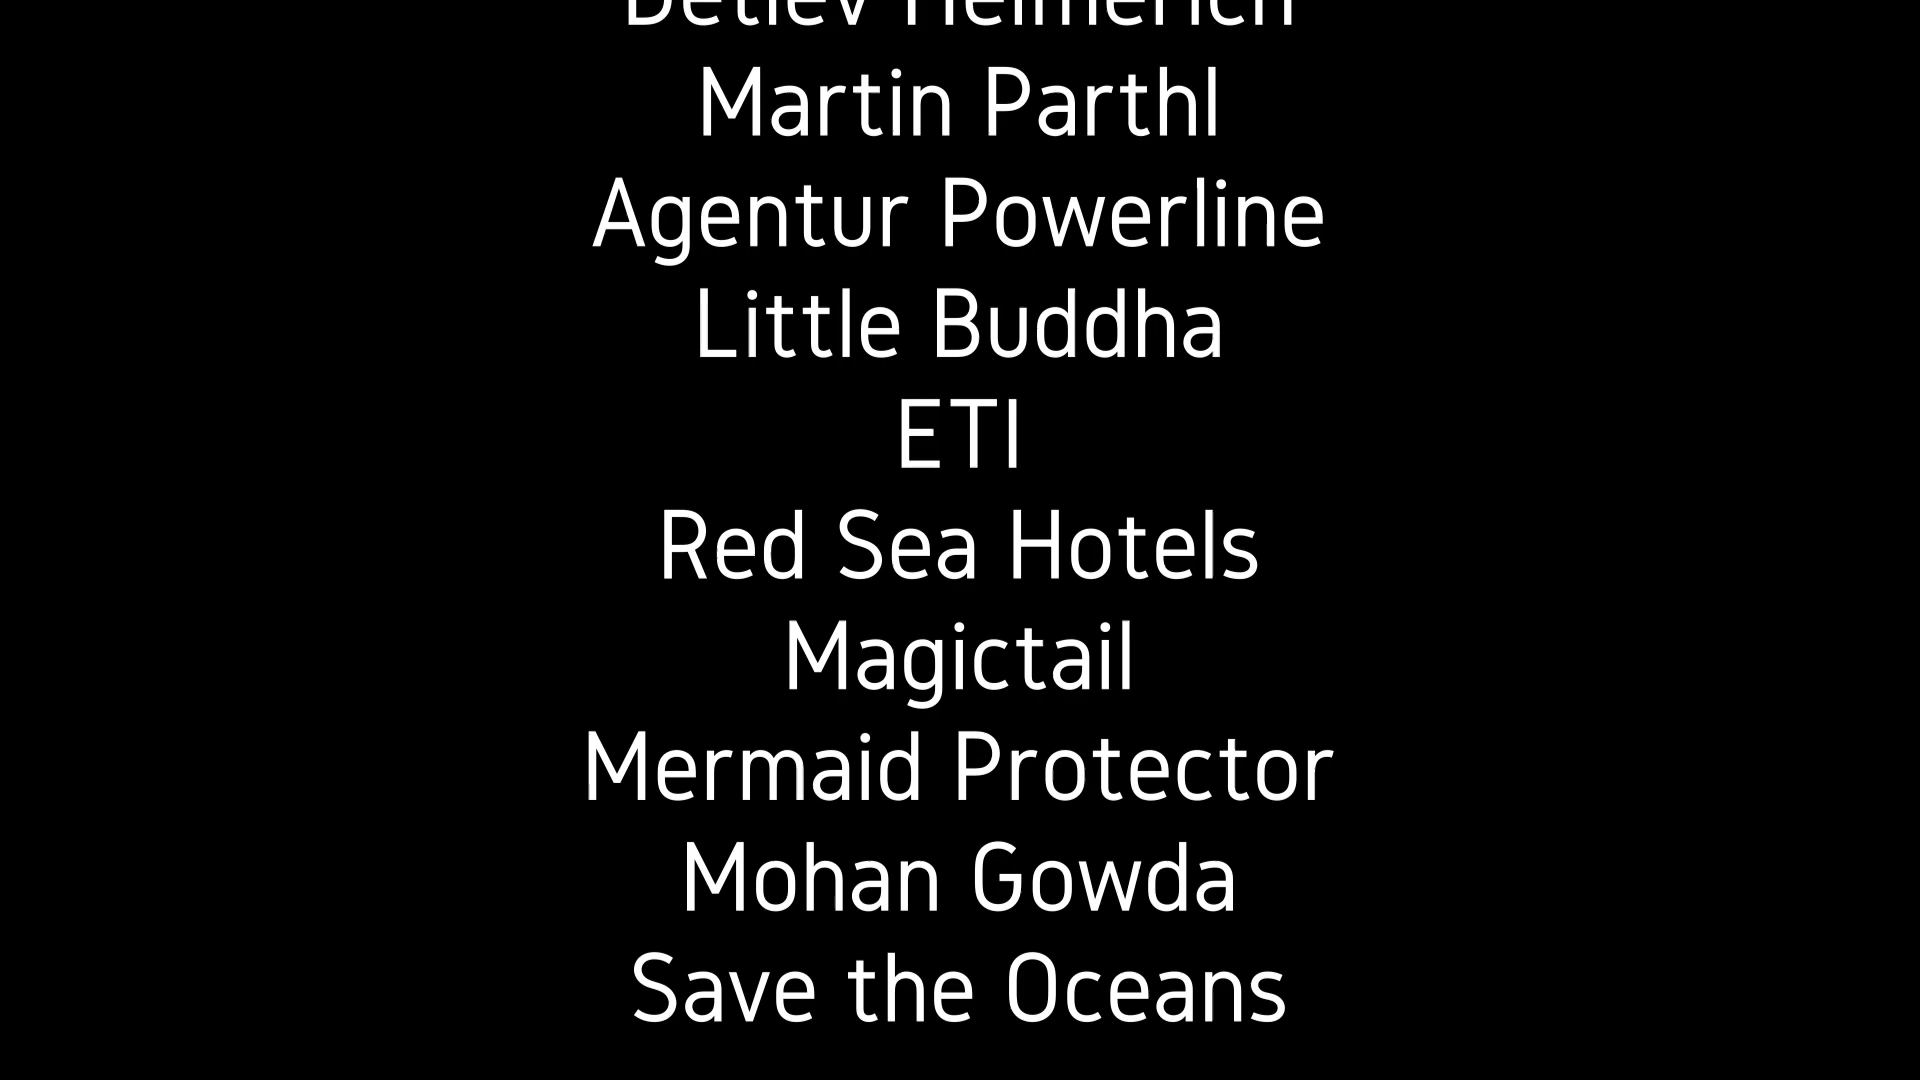 Detlev
Martin Parthl
Agentur Powerline
Little Buddha
ETI
Red Sea Hotels
Magictail
Mermaid Protector
Mohan Gowda
Save the Oceans